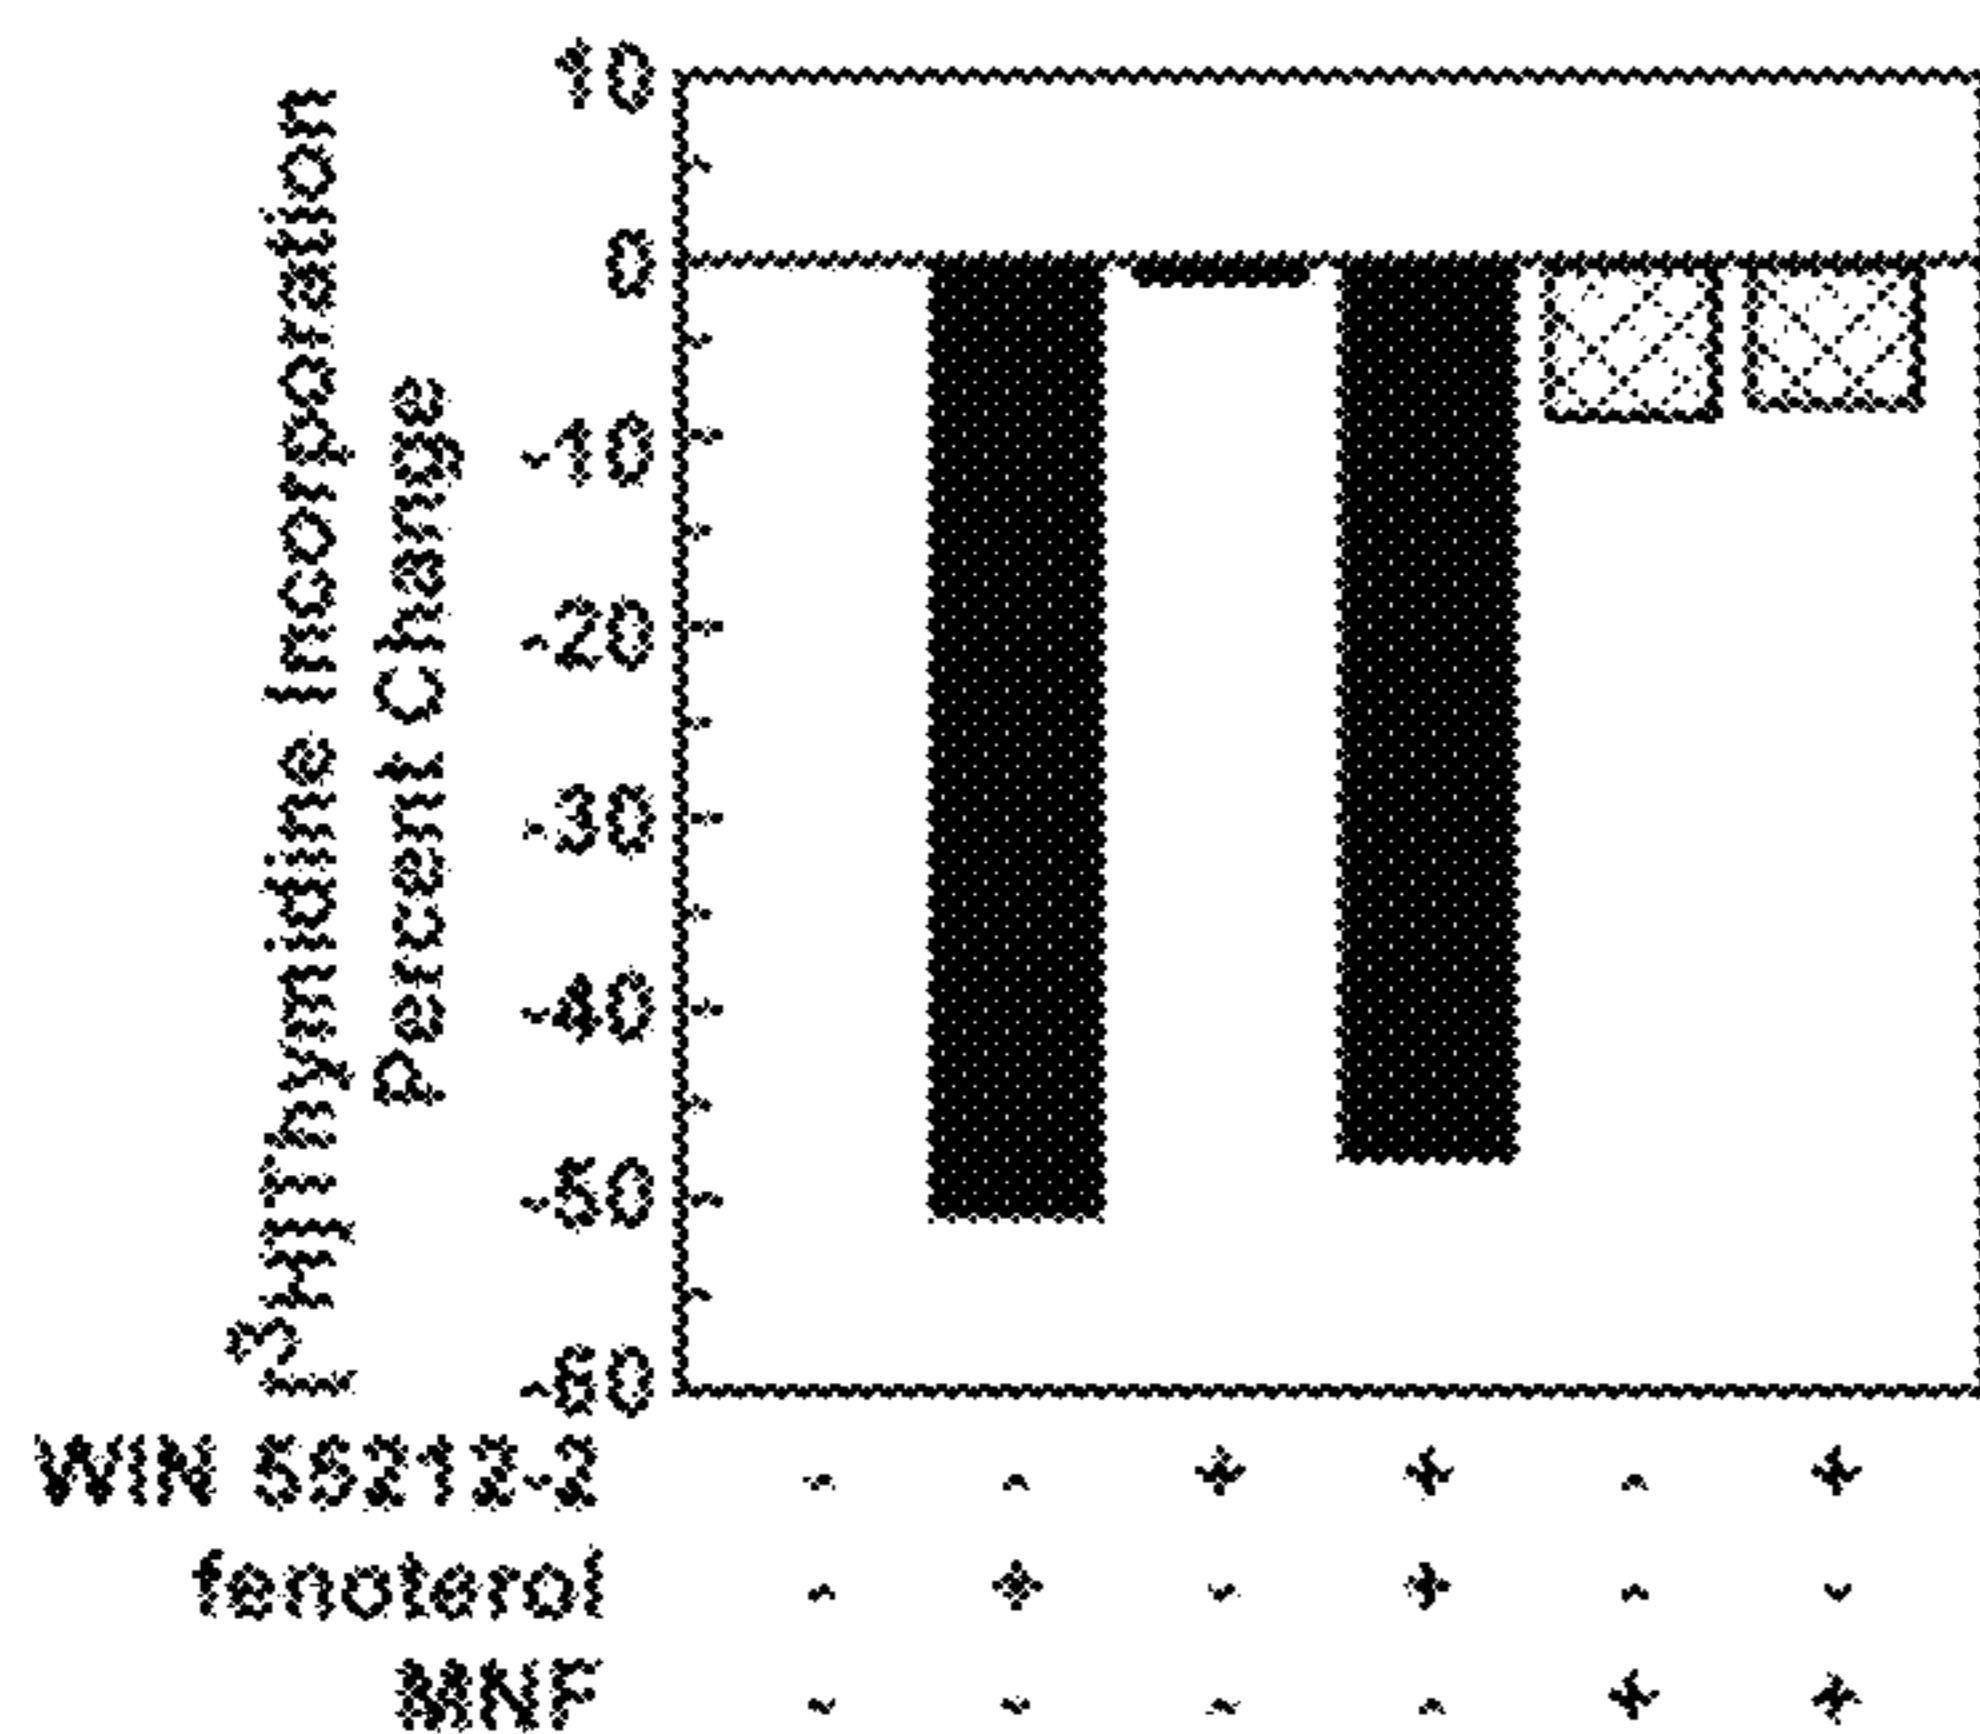 [³H]Thymidine Incorporation
Percent Change
10
0
-10
-20
-30
-40
-50
-60
WIN 55212-2 - - + + - +
fenoterol - + - + - -
MNF - - - - + +